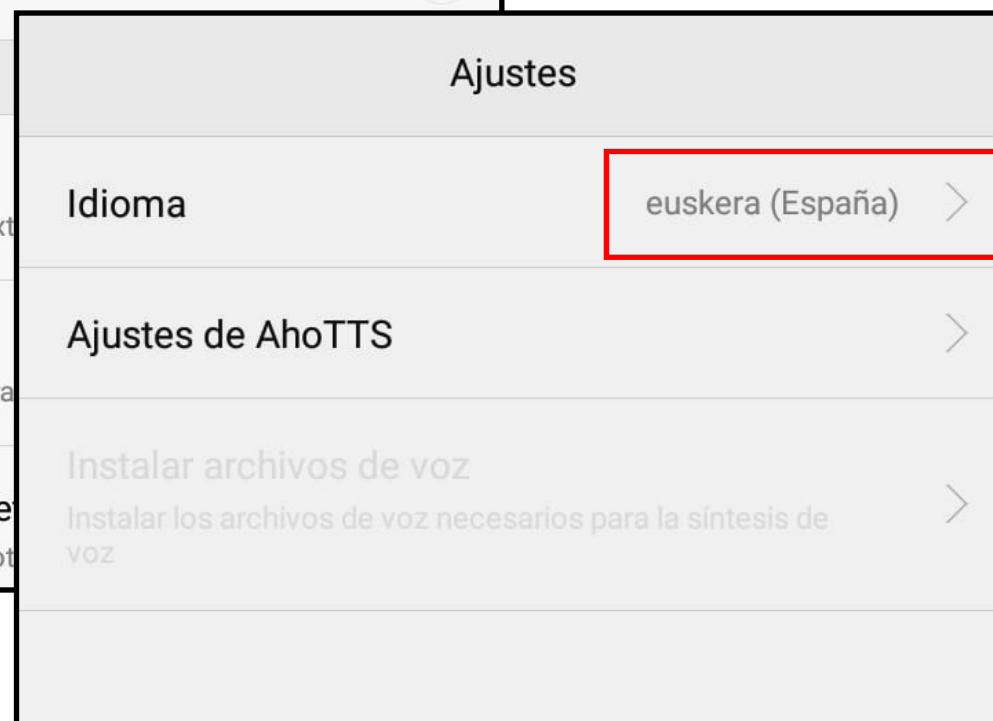 Ajustes
Idioma
euskera (España)
Ajustes de AhoTTS
Instalar archivos de voz
Instalar los archivos de voz necesarios para la síntesis de
voz